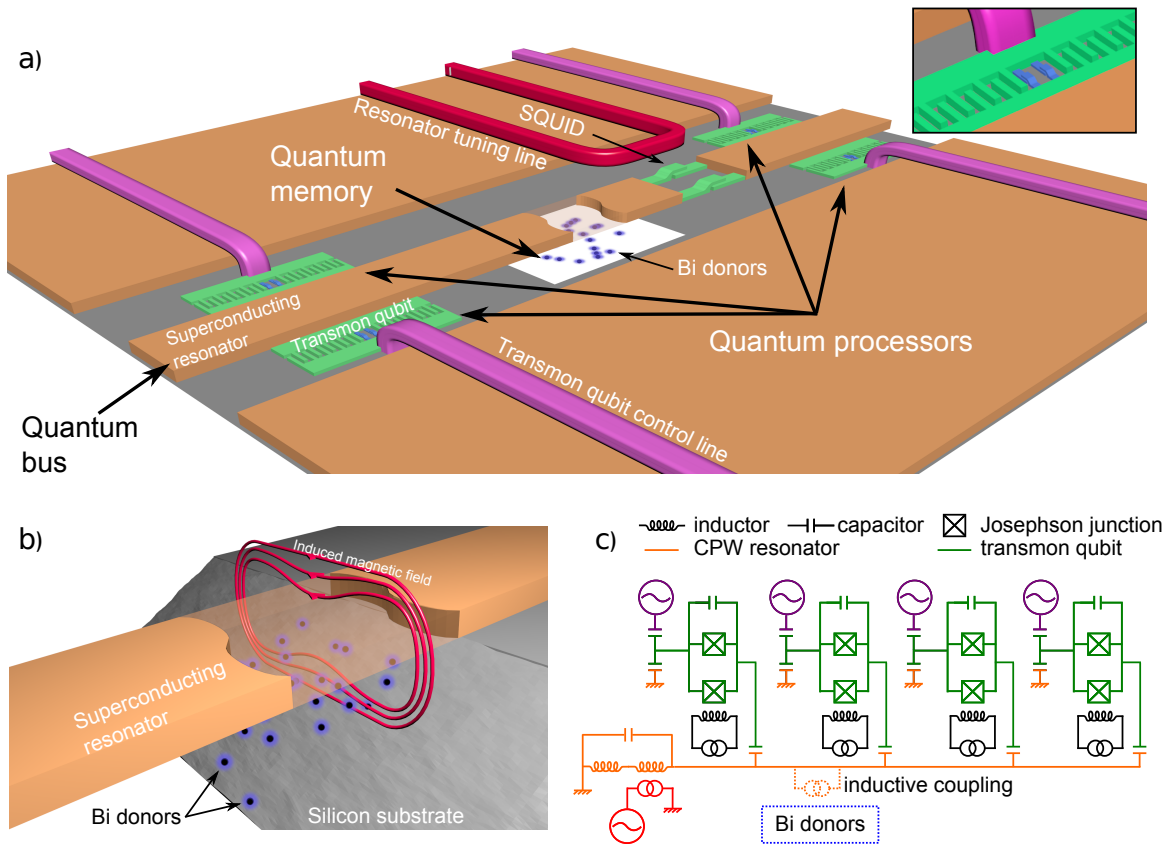 a)
SQUID
Resonator tuning line
Quantum
memory
Bi donors
Superconducting
resonator
Transmon qubit
Quantum processors
Transmon qubit control line
Quantum
bus
b)
Induced magnetic field
Superconducting
resonator
Bi donors
Silicon substrate
c)
inductor
capacitor
Josephson junction
CPW resonator
transmon qubit
inductive coupling
Bi donors